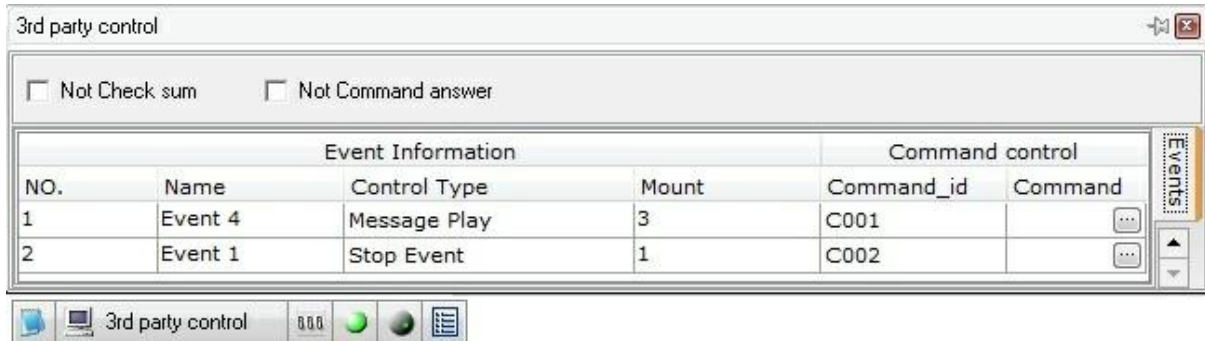 3rd party control
Not Check sum Not Command answer
Event Information Command control
NO. Name Control Type Mount Command_id Command
1 Event 4 Message Play 3 C001 ...
2 Event 1 Stop Event 1 C002 ...
Events
3rd party control